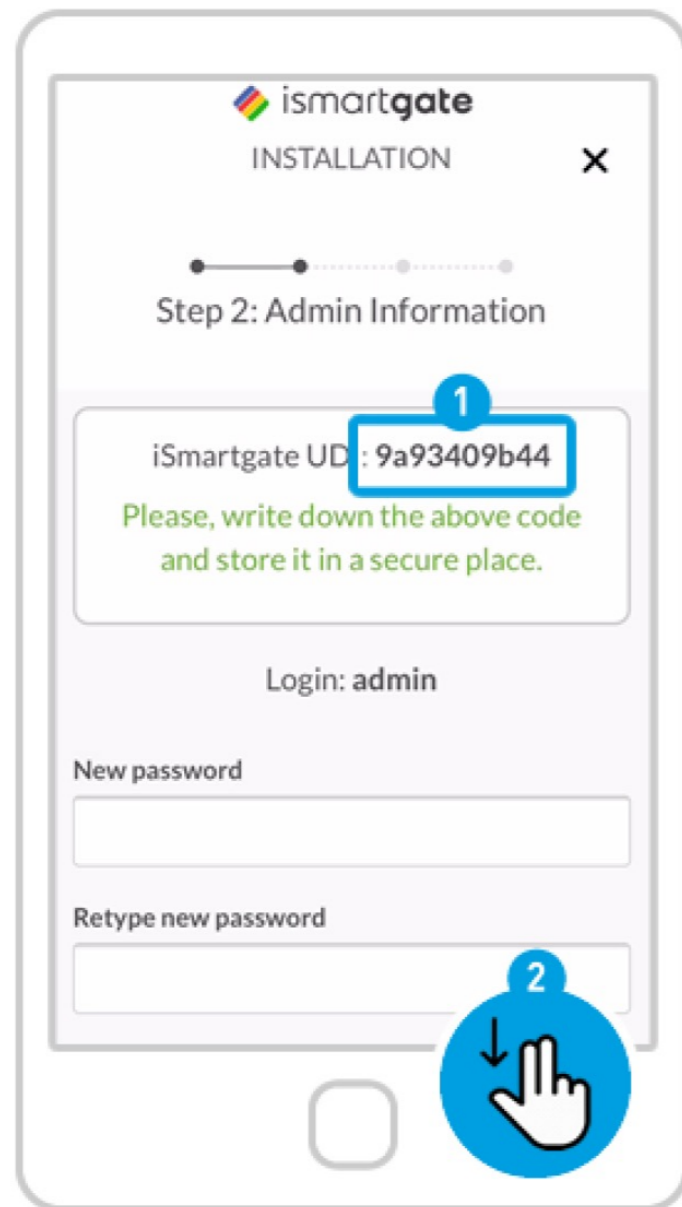 ismartgate
INSTALLATION
Step 2: Admin Information
1
iSmartgate UD : 9a93409b44
Please, write down the above code
and store it in a secure place.
Login: admin
New password
Retype new password
2